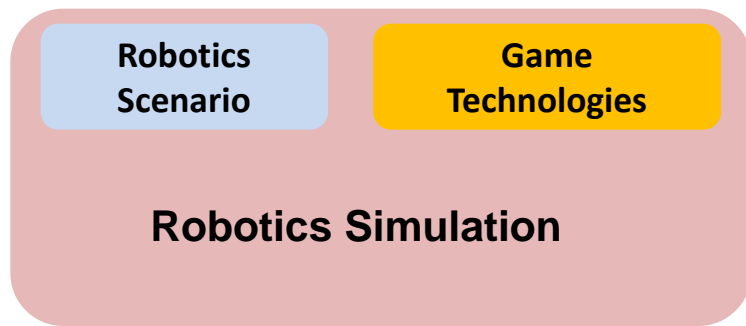 Robotics
Scenario
Game
Technologies
Robotics Simulation